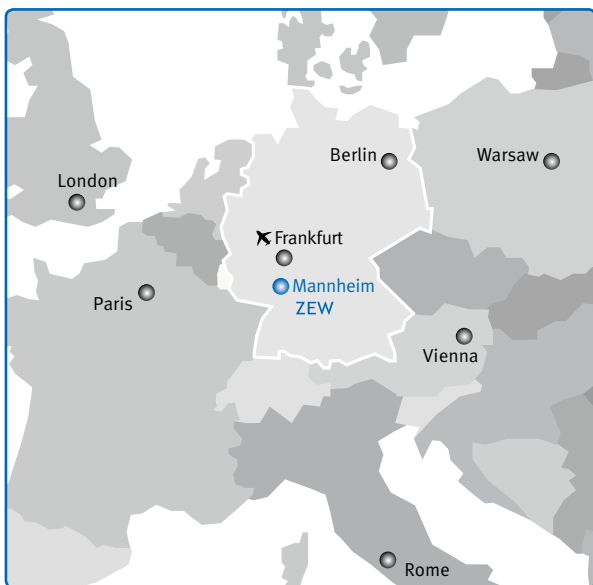 Berlin
Warsaw
London
Frankfurt
Mannheim
ZEW
Paris
Vienna
Rome